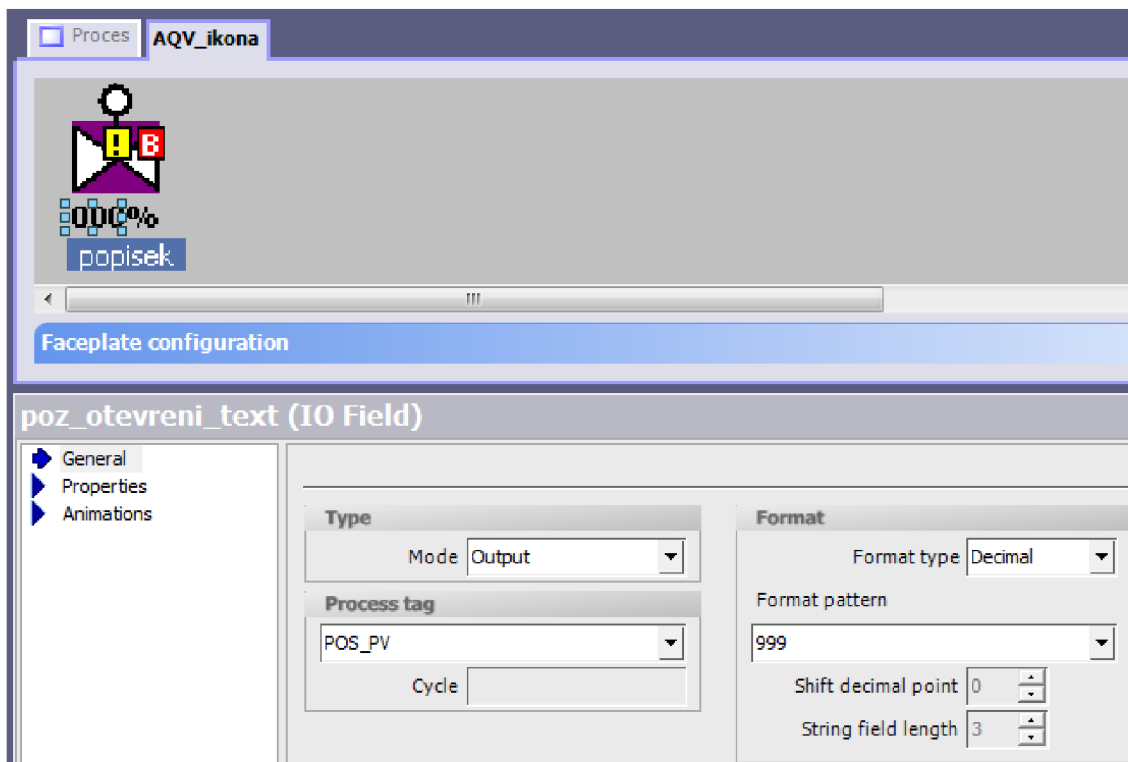 Proces AQV_ikona
! B
000%
popisek
Faceplate configuration
poz_otevreni_text (IO Field)
General
Properties
Animations
Type
Mode Output
Process tag
POS_PV
Cycle
Format
Format type Decimal
Format pattern
999
Shift decimal point 0
String field length 3